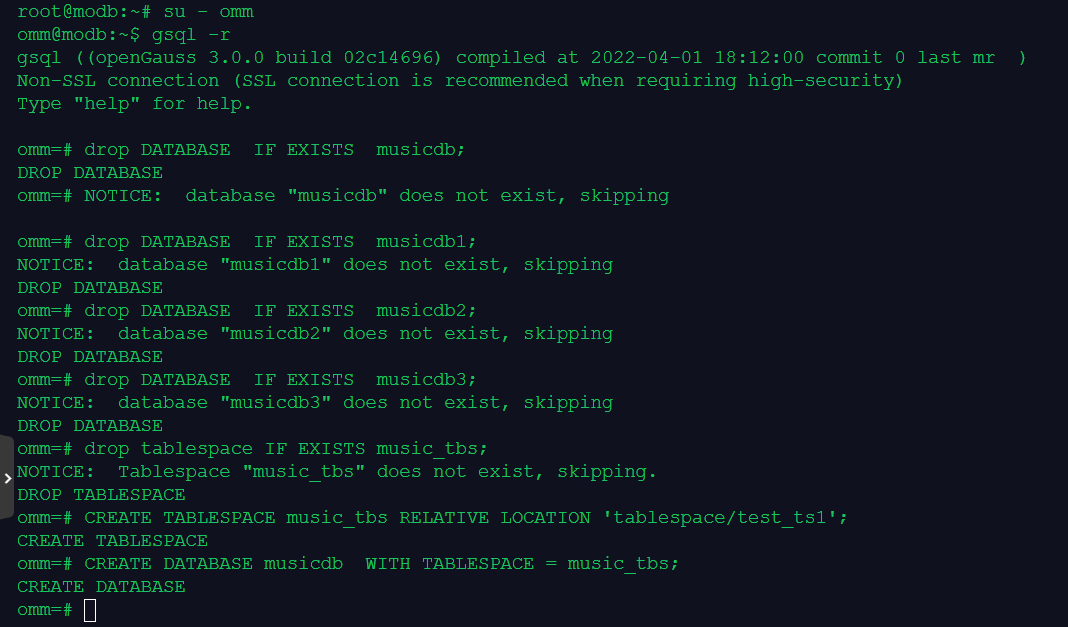 root@modb:~# su - omm
omm@modb:~$ gsql -r
gsql ((openGauss 3.0.0 build 02c14696) compiled at 2022-04-01 18:12:00 commit 0 last mr  )
Non-SSL connection (SSL connection is recommended when requiring high-security)
Type "help" for help.

omm=# drop DATABASE  IF EXISTS  musicdb;
DROP DATABASE
omm=# NOTICE:  database "musicdb" does not exist, skipping

omm=# drop DATABASE  IF EXISTS  musicdb1;
NOTICE:  database "musicdb1" does not exist, skipping
DROP DATABASE
omm=# drop DATABASE  IF EXISTS  musicdb2;
NOTICE:  database "musicdb2" does not exist, skipping
DROP DATABASE
omm=# drop DATABASE  IF EXISTS  musicdb3;
NOTICE:  database "musicdb3" does not exist, skipping
DROP DATABASE
omm=# drop tablespace IF EXISTS music_tbs;
NOTICE:  Tablespace "music_tbs" does not exist, skipping.
DROP TABLESPACE
omm=# CREATE TABLESPACE music_tbs RELATIVE LOCATION 'tablespace/test_ts1';
CREATE TABLESPACE
omm=# CREATE DATABASE musicdb  WITH TABLESPACE = music_tbs;
CREATE DATABASE
omm=#